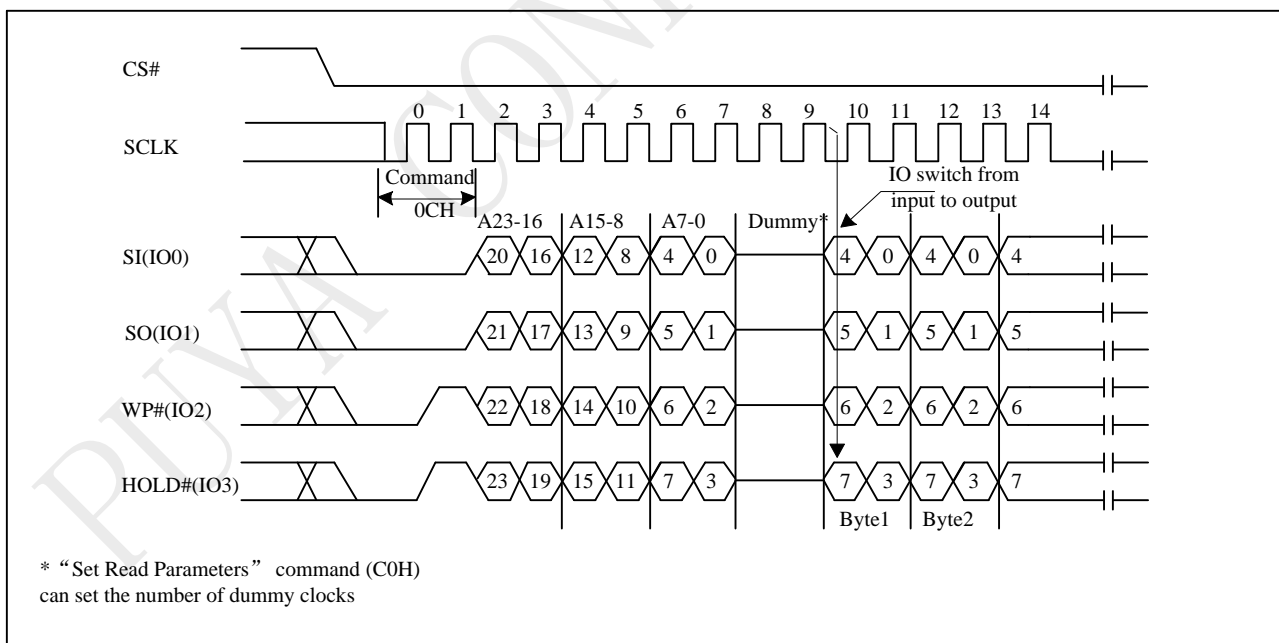 PUYA CONF
CS#
SCLK
0 1 2 3 4 5 6 7 8 9 10 11 12 13 14
Command
0CH
IO switch from
input to output
A23-16 A15-8 A7-0 Dummy*
SI(IO0) 20 16 12 8 4 0 4 0 4 0 4
SO(IO1) 21 17 13 9 5 1 5 1 5 1 5
WP#(IO2) 22 18 14 10 6 2 6 2 6 2 6
HOLD#(IO3) 23 19 15 11 7 3 7 3 7 3 7
Byte1 Byte2
* “Set Read Parameters” command (C0H)
can set the number of dummy clocks